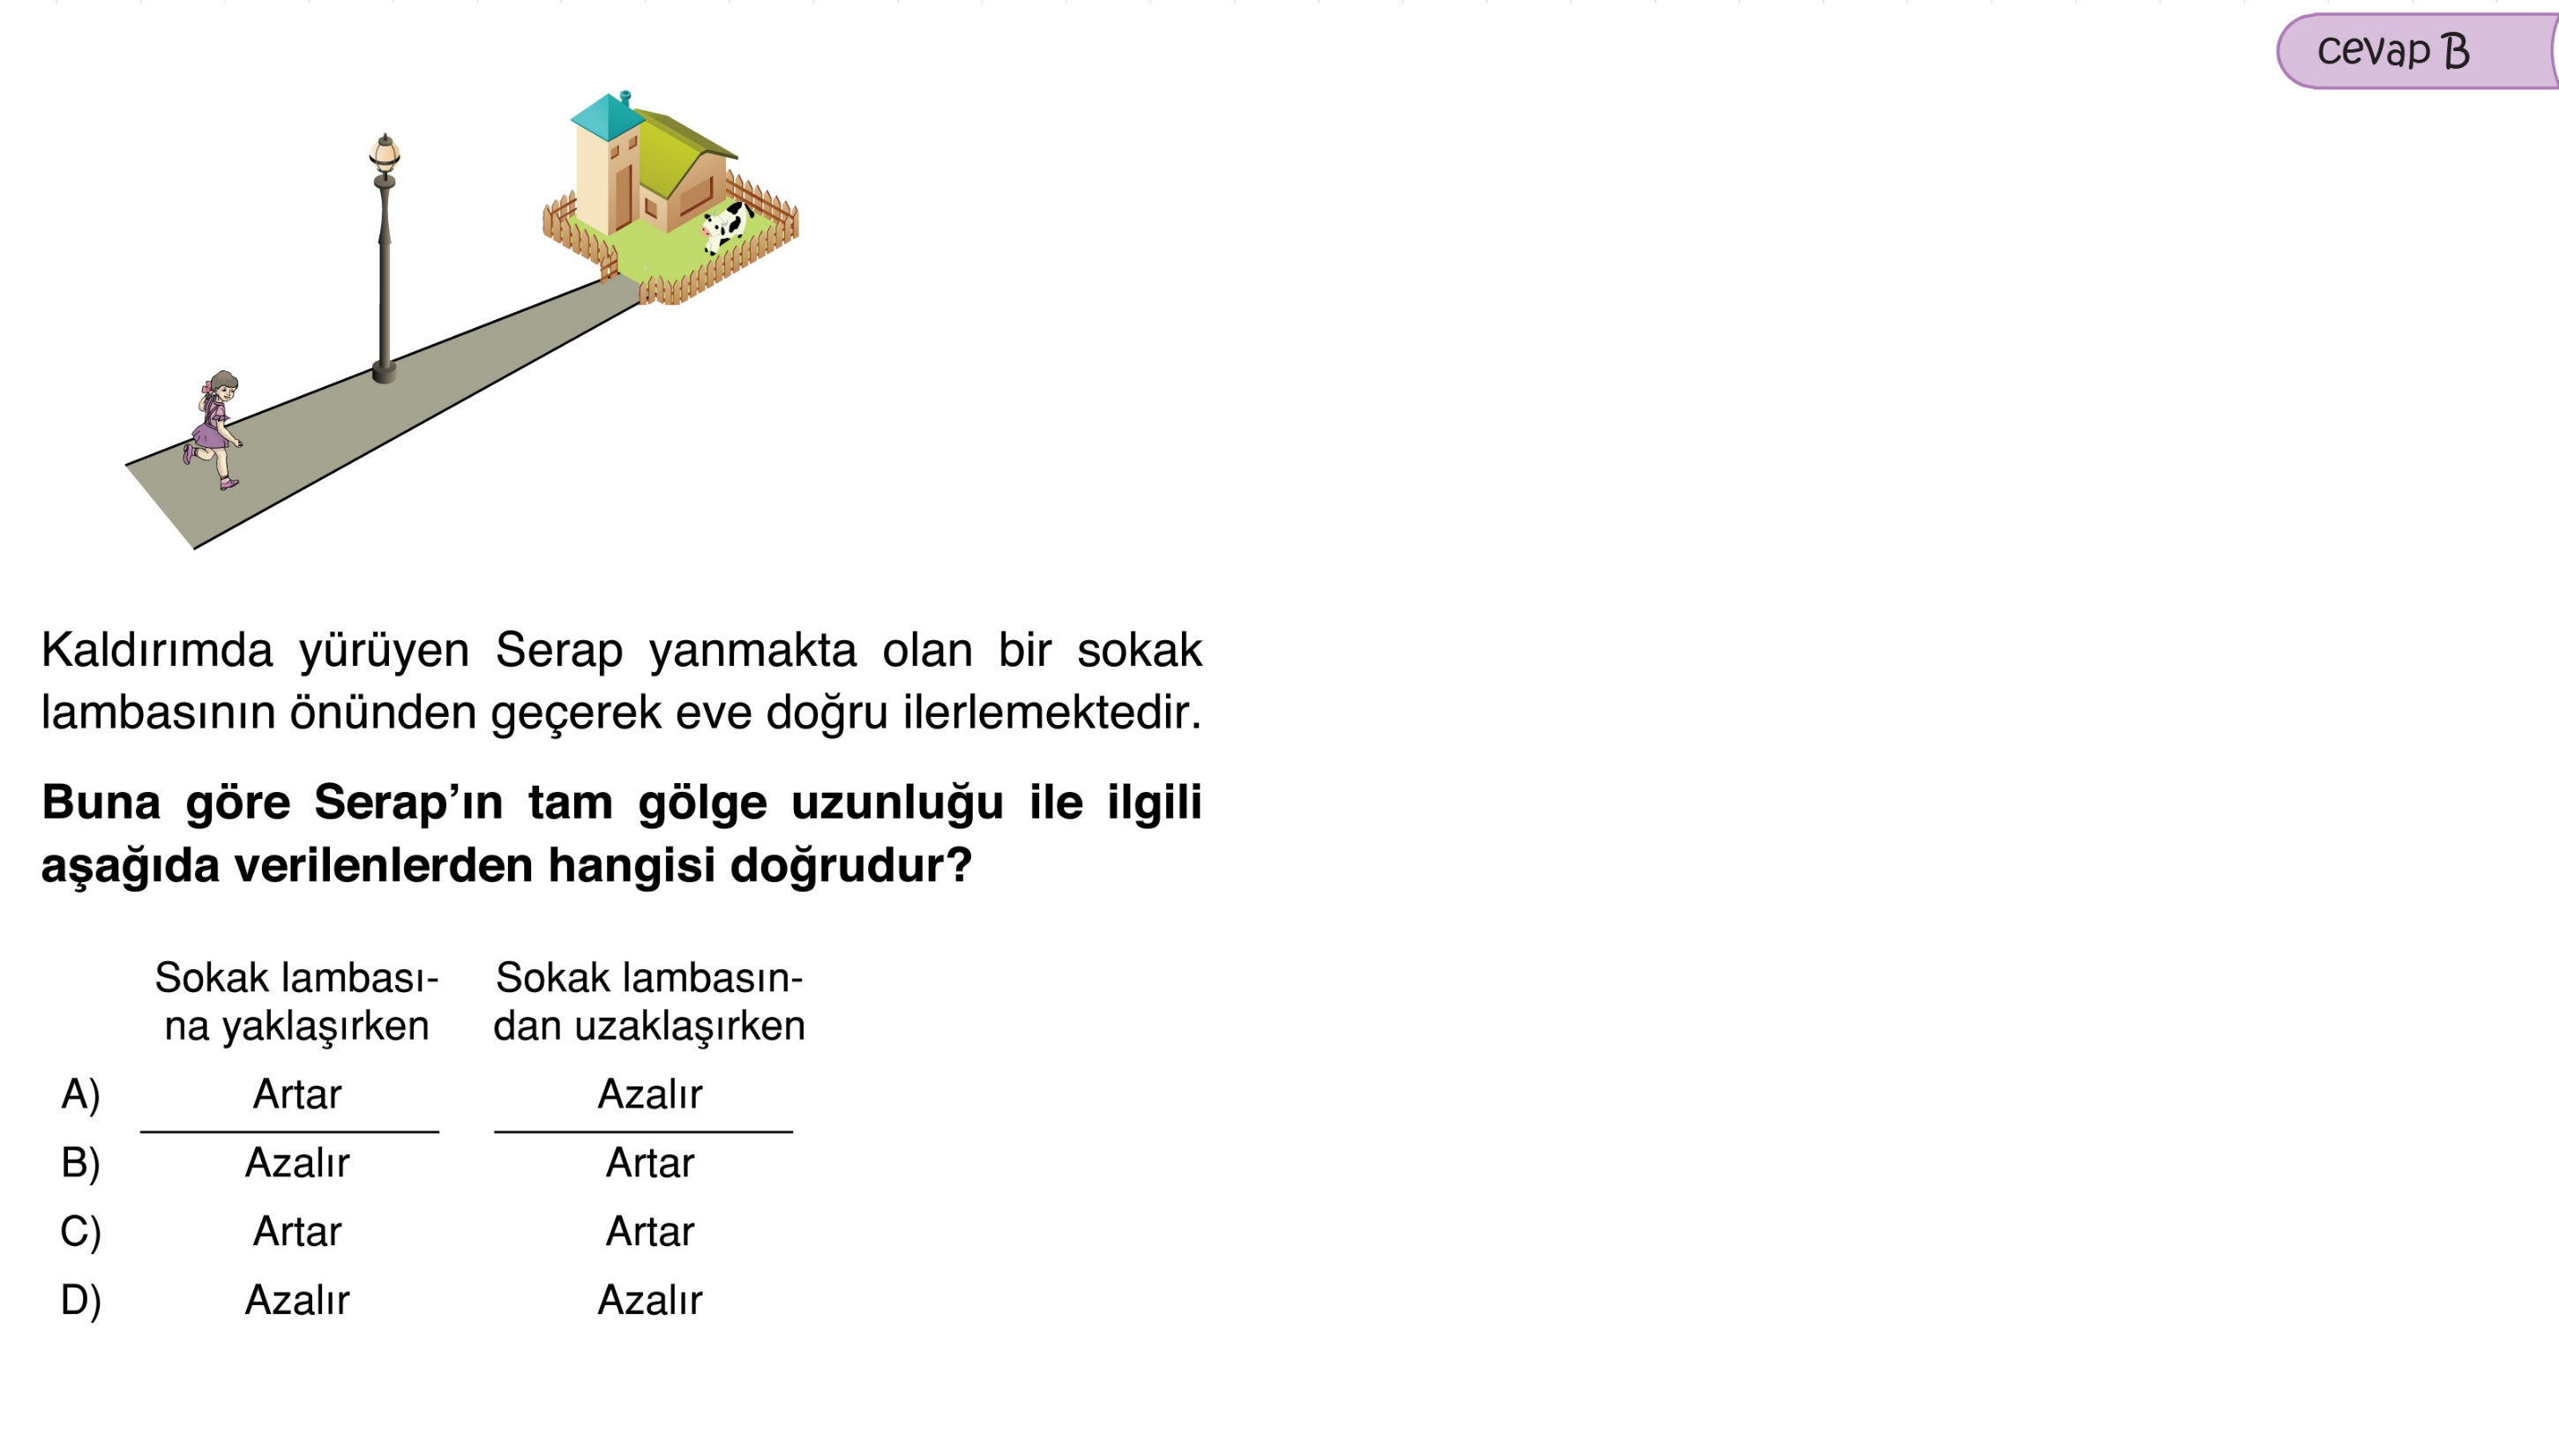 cevap B
Kaldırımda yürüyen Serap yanmakta olan bir sokak
lambasının önünden geçerek eve doğru ilerlemektedir.
Buna göre Serap’ın tam gölge uzunluğu ile ilgili
aşağıda verilenlerden hangisi doğrudur?
Sokak lambası- Sokak lambasın-
na yaklaşırken dan uzaklaşırken
A) Artar Azalır
B) Azalır Artar
C) Artar Artar
D) Azalır Azalır